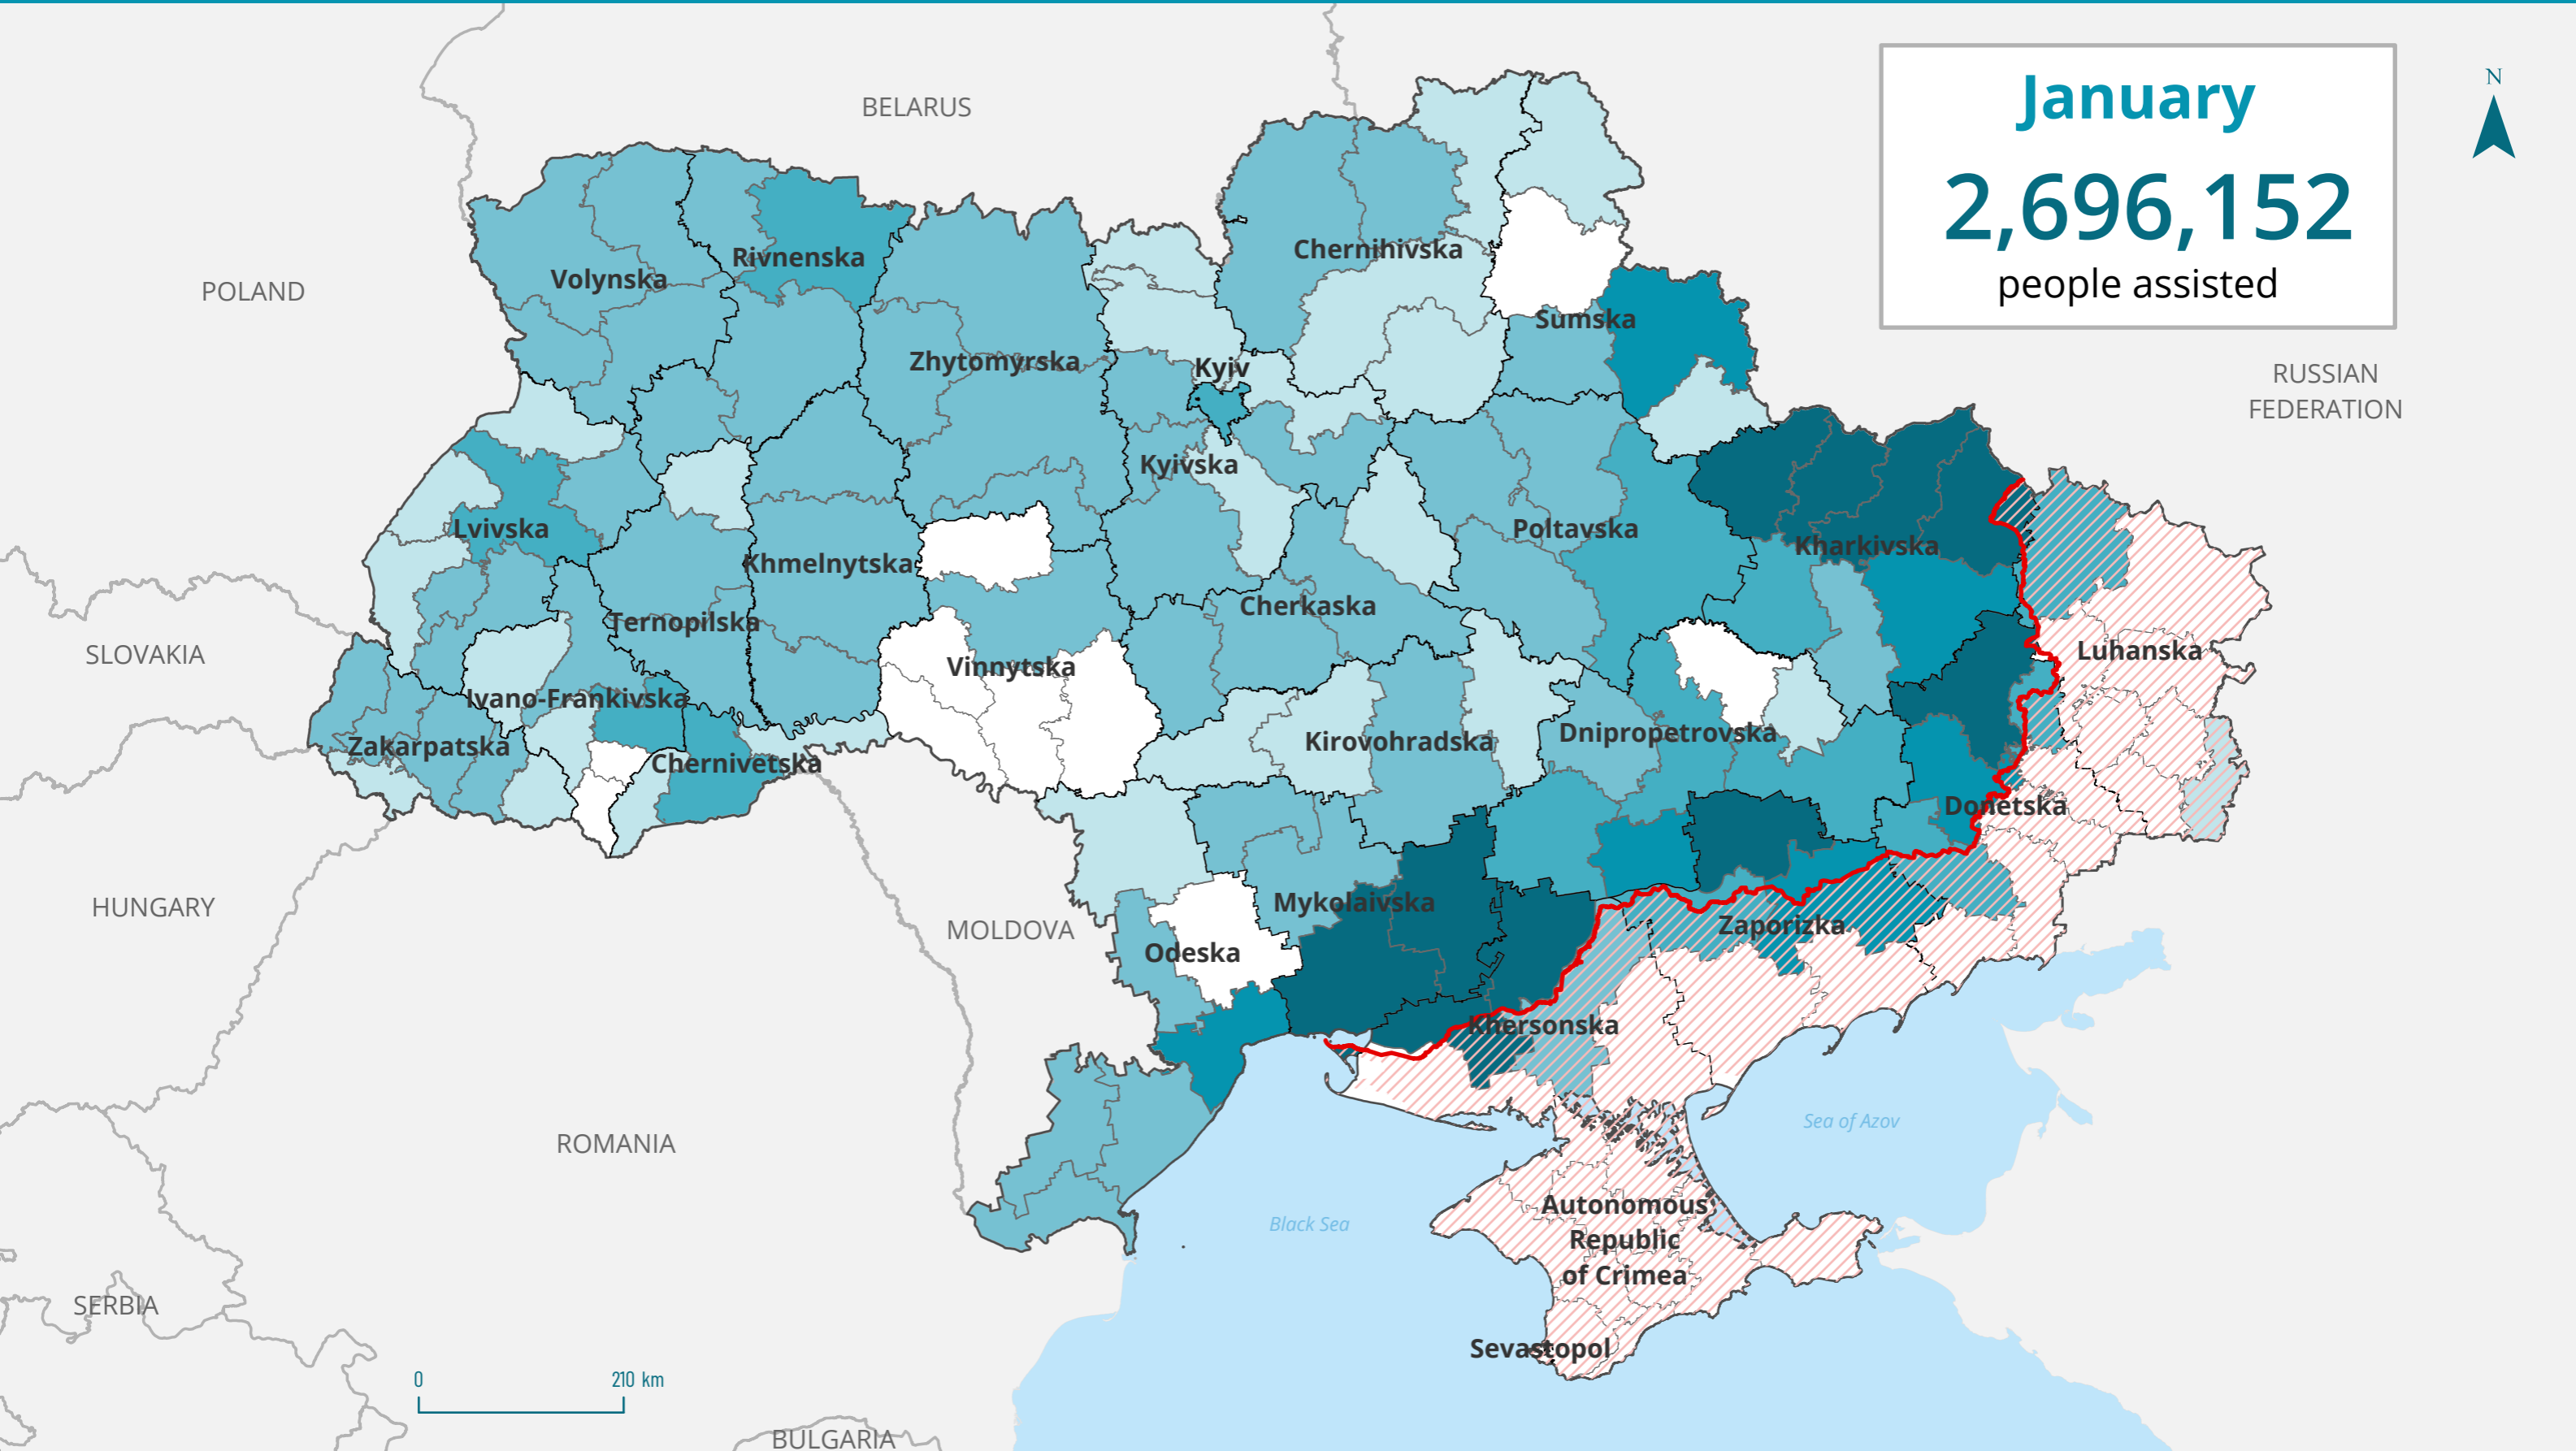 January
2,696,152
people assisted
N
BELARUS
POLAND
RUSSIAN
FEDERATION
SLOVAKIA
HUNGARY
MOLDOVA
ROMANIA
SERBIA
BULGARIA
Volynska
Rivnenska
Zhytomyrska
Kyiv
Chernihivska
Sumska
Kyivska
Lvivska
Khmelnytska
Ternopilska
Poltavska
Kharkivska
Cherkaska
Vinnytska
Luhanska
Ivano-Frankivska
Zakarpatska
Chernivetska
Kirovohradska
Dnipropetrovska
Donetska
Mykolaivska
Odeska
Zaporizka
Khersonska
Sea of Azov
Black Sea
Autonomous
Republic
of Crimea
Sevastopol
0 210 km